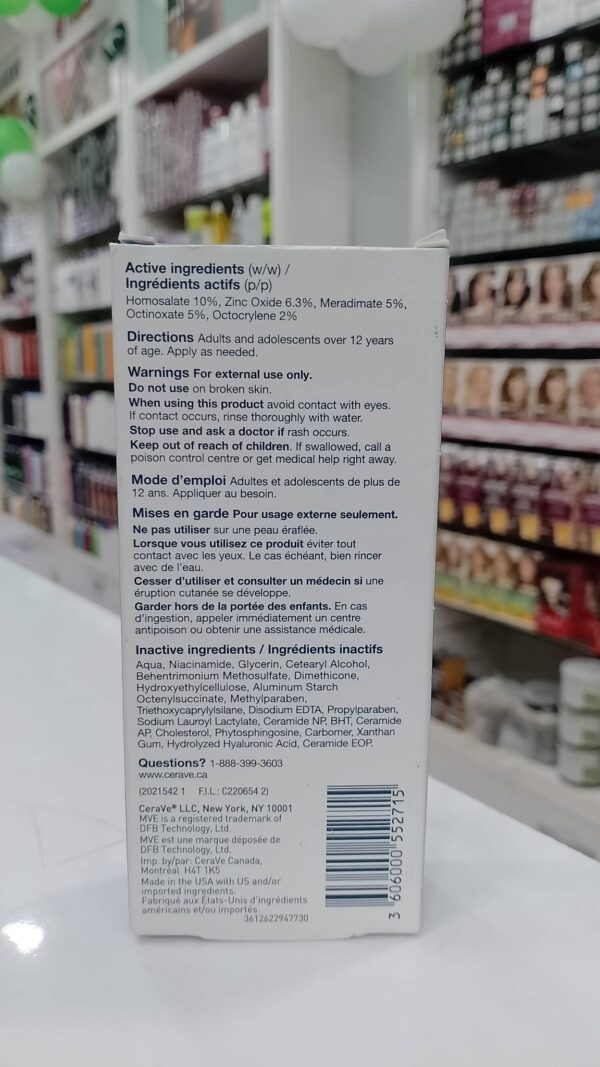 Active ingredients (w/w) /
Ingrédients actifs (p/p)
Homosalate 10%, Zinc Oxide 6.3%, Meradimate 5%,
Octinoxate 5%, Octocrylene 2%
Directions Adults and adolescents over 12 years
of age. Apply as needed.
Warnings For external use only.
Do not use on broken skin.
When using this product avoid contact with eyes.
If contact occurs, rinse thoroughly with water.
Stop use and ask a doctor if rash occurs.
Keep out of reach of children. If swallowed, call a
poison control centre or get medical help right away.
Mode d'emploi Adultes et adolescents de plus de
12 ans. Appliquer au besoin.
Mises en garde Pour usage externe seulement.
Ne pas utiliser sur une peau éraflée.
Lorsque vous utilisez ce produit éviter tout
contact avec les yeux. Le cas échéant, bien rincer
avec de l'eau.
Cesser d'utiliser et consulter un médecin si une
éruption cutanée se développe.
Garder hors de la portée des enfants. En cas
d'ingestion, appeler immédiatement un centre
antipoison ou obtenir une assistance médicale.
Inactive ingredients / Ingrédients inactifs
Aqua, Niacinamide, Glycerin, Cetearyl Alcohol,
Behentrimonium Methosulfate, Dimethicone,
Hydroxyethylcellulose, Aluminum Starch
Octenylsuccinate, Methylparaben,
Triethoxycaprylylsilane, Disodium EDTA, Propylparaben,
Sodium Lauroyl Lactylate, Ceramide NP, BHT, Ceramide
AP, Cholesterol, Phytosphingosine, Carbomer, Xanthan
Gum, Hydrolyzed Hyaluronic Acid, Ceramide EOP.
Questions? 1-888-399-3603
www.cerave.ca
(2021542 1 F.I.L.: C220654 2)
CeraVe® LLC, New York, NY 10001
MVE is a registered trademark of
DFB Technology, Ltd.
MVE est une marque déposée de
DFB Technology, Ltd.
Imp. by/par: CeraVe Canada,
Montréal H4T 1K5
Made in the USA with US and/or
imported ingredients.
Fabriqué aux États-Unis d'ingrédients
américains et/ou importés.
3612622947730
3 606000 552715